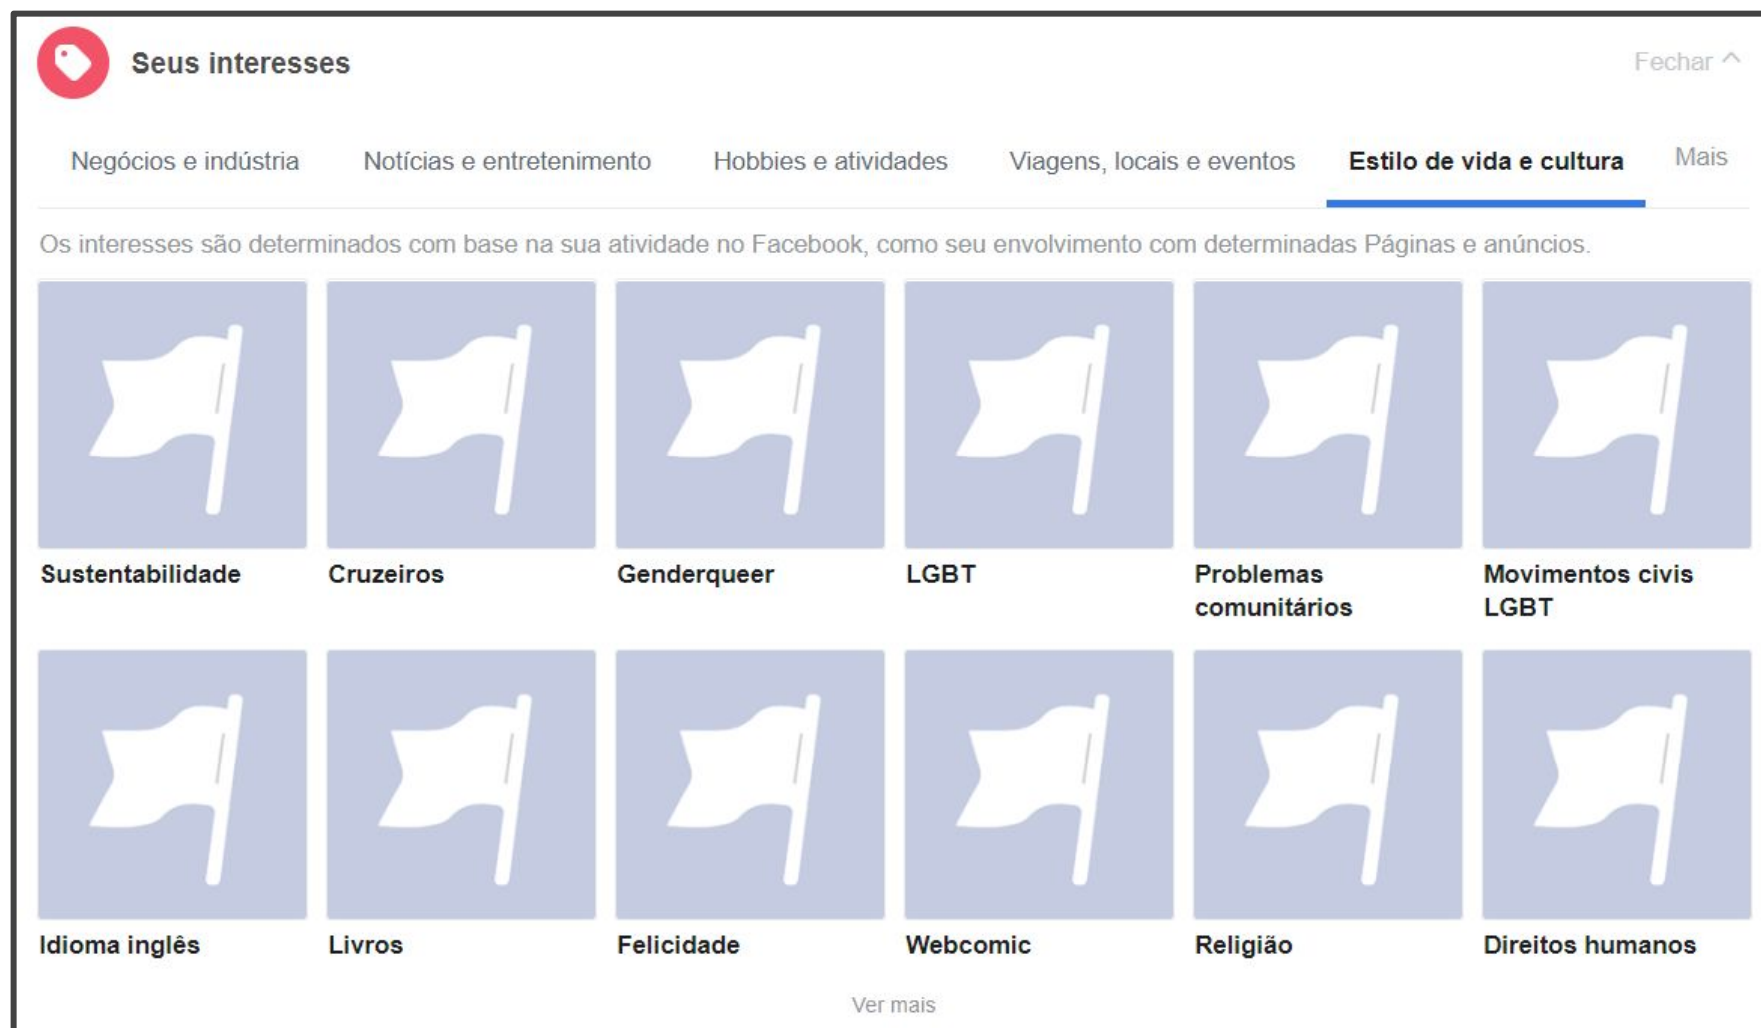 Seus interesses
Fechar
Negócios e indústria Notícias e entretenimento Hobbies e atividades Viagens, locais e eventos Estilo de vida e cultura Mais
Os interesses são determinados com base na sua atividade no Facebook, como seu envolvimento com determinadas Páginas e anúncios.
Sustentabilidade
Cruzeiros
Genderqueer
LGBT
Problemas
comunitários
Movimentos civis
LGBT
Idioma inglês
Livros
Felicidade
Webcomic
Religião
Direitos humanos
Ver mais